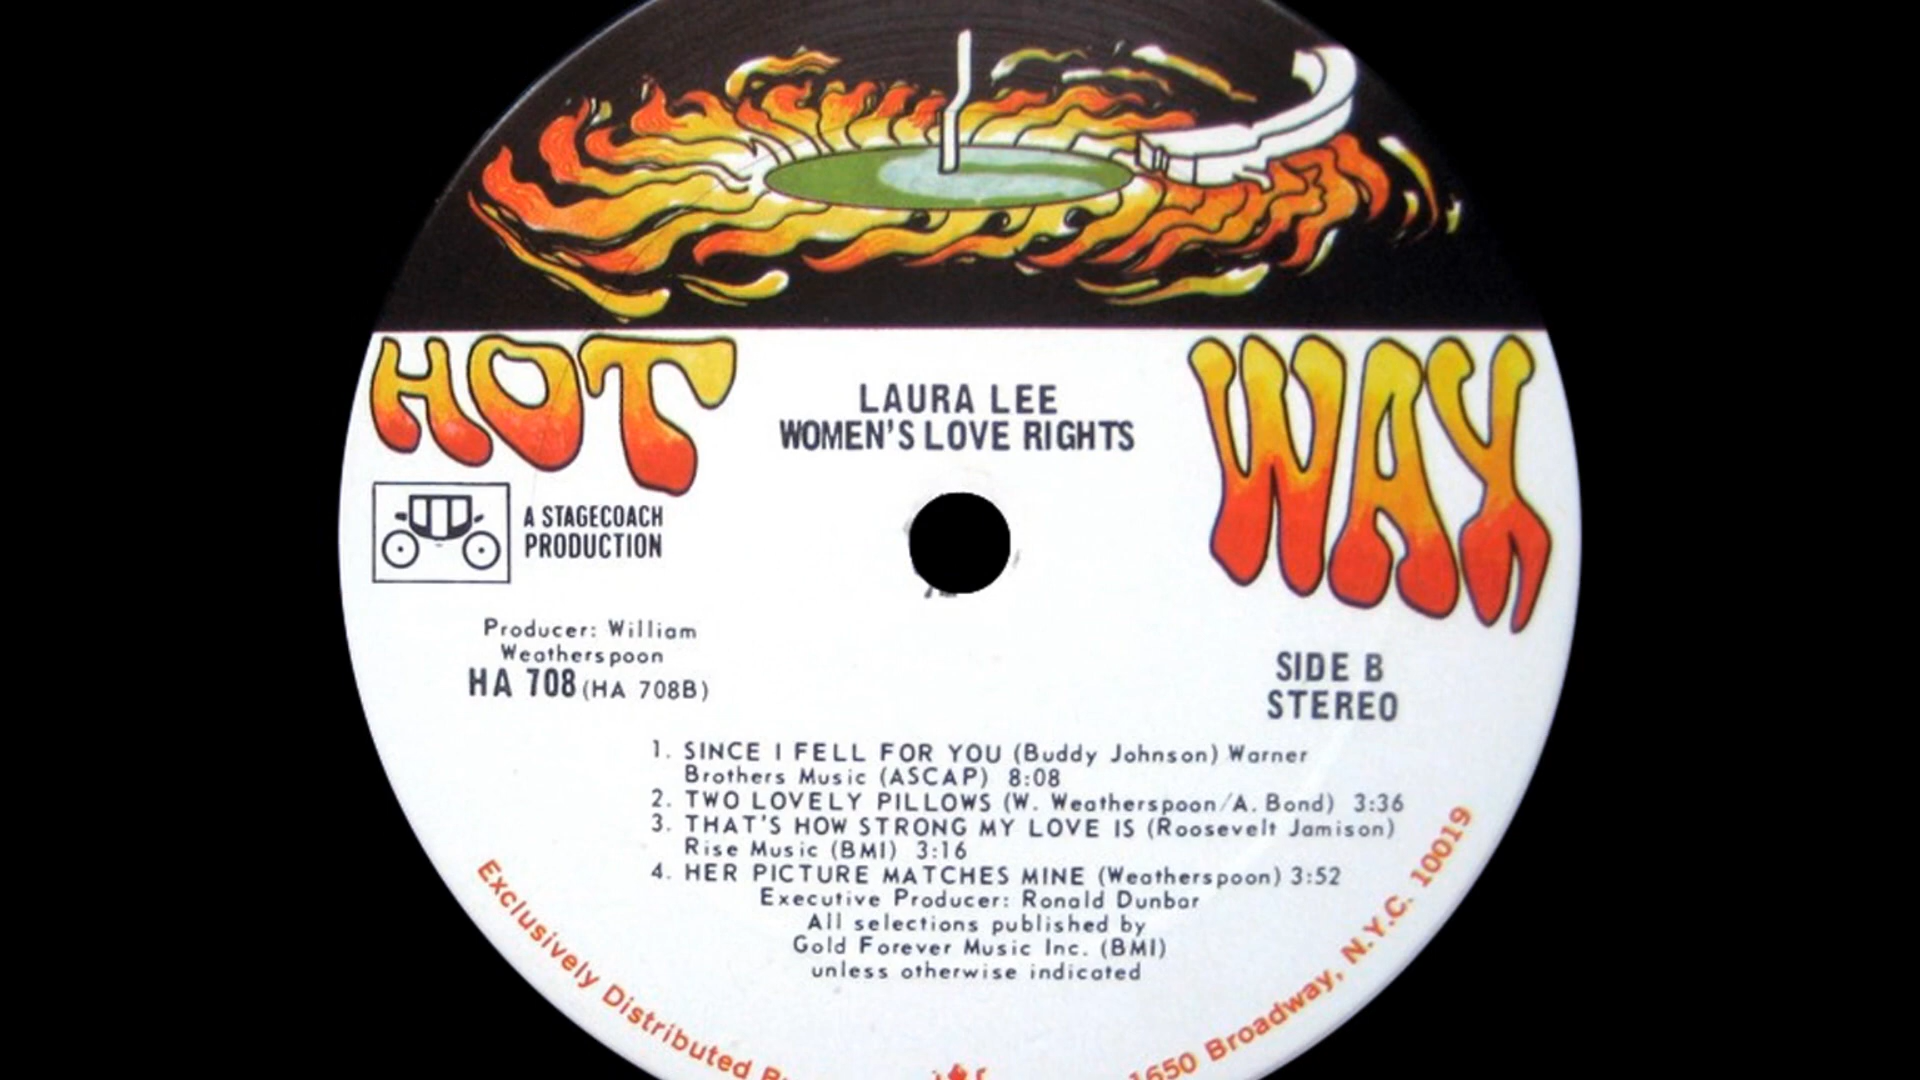 HOT WAX
LAURA LEE
WOMEN'S LOVE RIGHTS
A STAGECOACH
PRODUCTION
Producer: William
Weatherspoon
HA 708 (HA 708B)
SIDE B
STEREO
1. SINCE I FELL FOR YOU (Buddy Johnson) Warner
Brothers Music (ASCAP) 8:08
2. TWO LOVELY PILLOWS (W. Weatherspoon/A. Bond) 3:36
3. THAT'S HOW STRONG MY LOVE IS (Roosevelt Jamison)
Rise Music (BMI) 3:16
4. HER PICTURE MATCHES MINE (Weatherspoon) 3:52
Executive Producer: Ronald Dunbar
All selections published by
Gold Forever Music Inc. (BMI)
unless otherwise indicated
Exclusively Distributed
1650 Broadway, N.Y.C. 10019